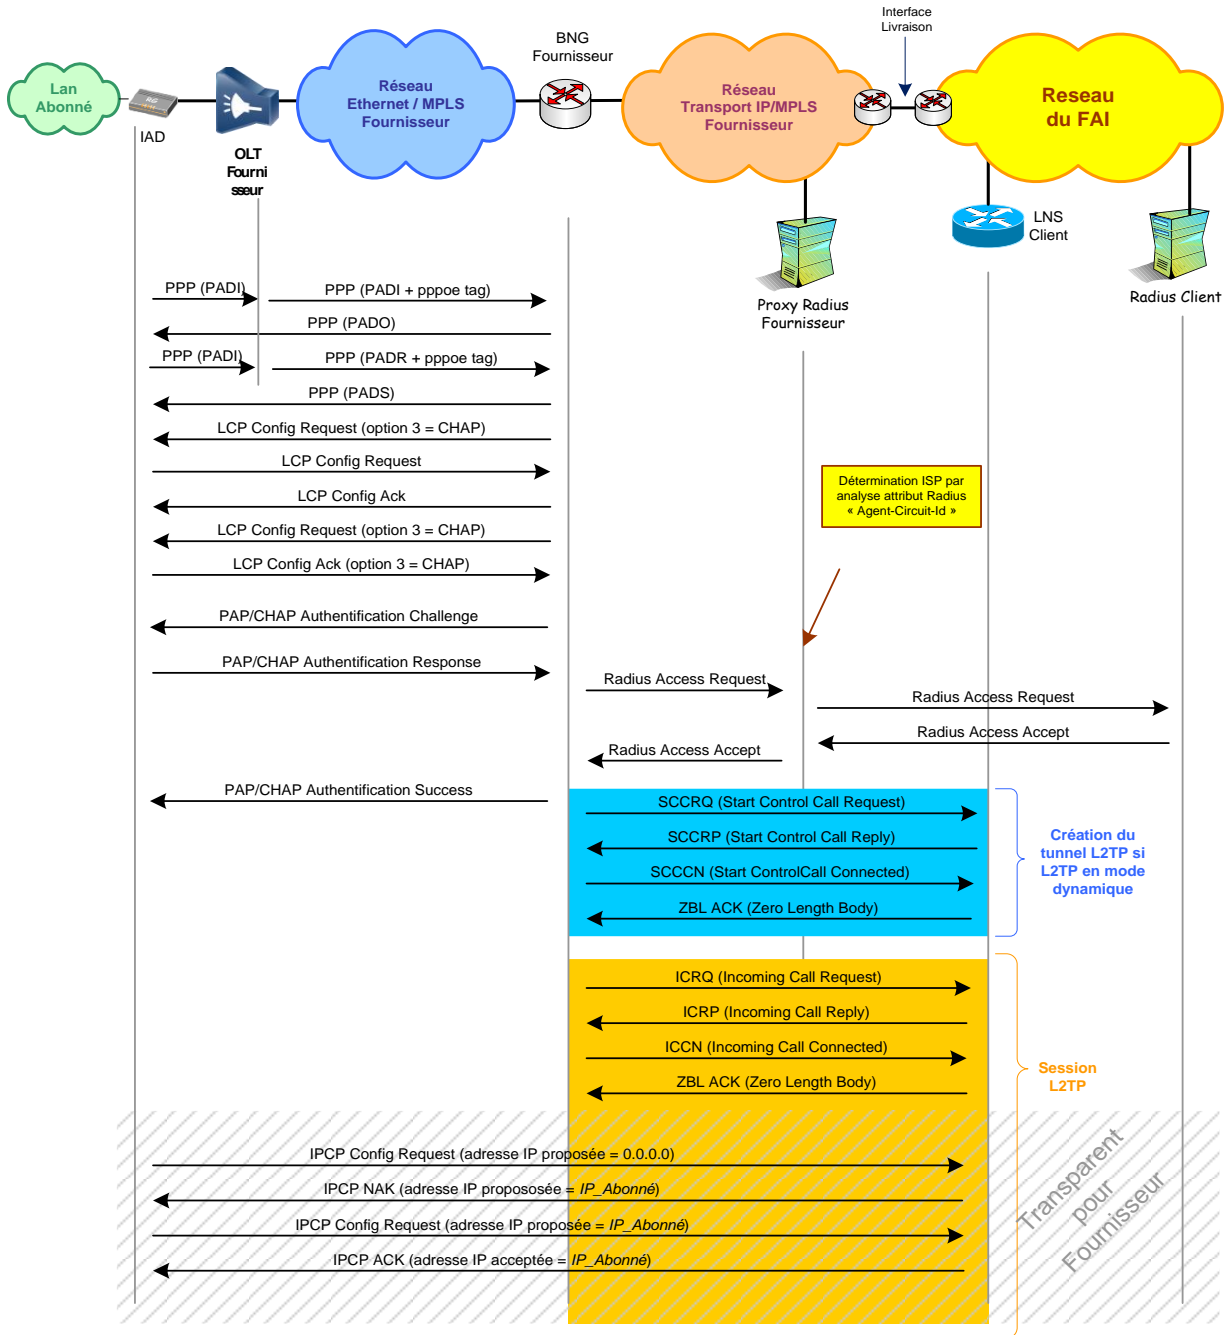 Interface
Livraison
BNG
Fournisseur
Lan
Abonné
RG
Réseau
Ethernet / MPLS
Fournisseur
Réseau
Transport IP/MPLS
Fournisseur
Reseau
du FAI
IAD
OLT
Fourni
sseur
LNS
Client
Proxy Radius
Fournisseur
Radius Client
PPP (PADI)
PPP (PADI + pppoe tag)
PPP (PADO)
PPP (PADI)
PPP (PADR + pppoe tag)
PPP (PADS)
LCP Config Request (option 3 = CHAP)
LCP Config Request
LCP Config Ack
LCP Config Request (option 3 = CHAP)
LCP Config Ack (option 3 = CHAP)
Détermination ISP par
analyse attribut Radius
« Agent-Circuit-Id »
PAP/CHAP Authentification Challenge
PAP/CHAP Authentification Response
Radius Access Request
Radius Access Request
Radius Access Accept
Radius Access Accept
PAP/CHAP Authentification Success
SCCRQ (Start Control Call Request)
SCCRP (Start Control Call Reply)
SCCCN (Start ControlCall Connected)
ZBL ACK (Zero Length Body)
Création du
tunnel L2TP si
L2TP en mode
dynamique
ICRQ (Incoming Call Request)
ICRP (Incoming Call Reply)
ICCN (Incoming Call Connected)
ZBL ACK (Zero Length Body)
Session
L2TP
IPCP Config Request (adresse IP proposée = 0.0.0.0)
IPCP NAK (adresse IP propososée = IP_Abonné)
IPCP Config Request (adresse IP proposée = IP_Abonné)
IPCP ACK (adresse IP acceptée = IP_Abonné)
Transparent
pour
Fournisseur